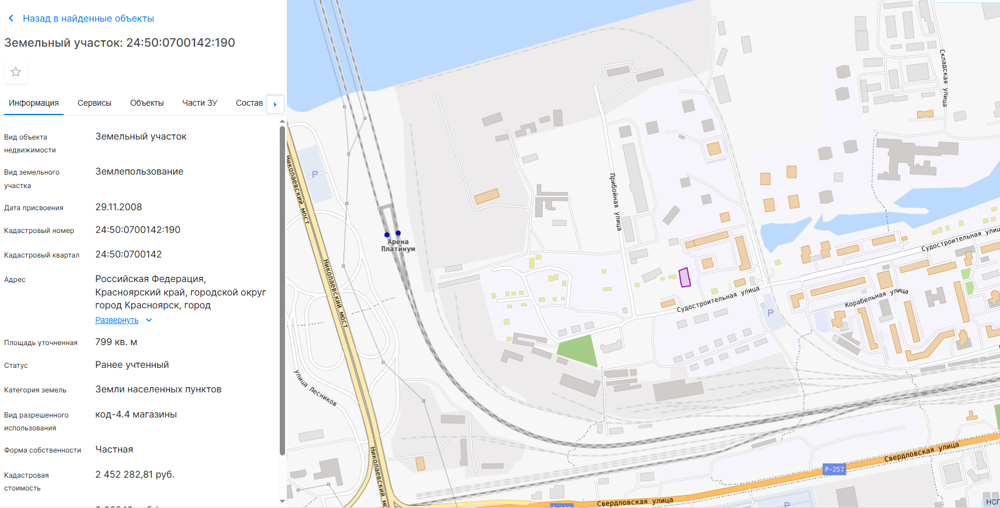 Назад в найденные объекты
Земельный участок: 24:50:0700142:190
Информация
Сервисы
Объекты
Части ЗУ
Состав
Вид объекта
недвижимости
Земельный участок
Вид земельного
участка
Землепользование
Дата присвоения
29.11.2008
Кадастровый номер
24:50:0700142:190
Кадастровый квартал
24:50:0700142
Адрес
Российская Федерация,
Красноярский край, городской округ
город Красноярск, город
Развернуть
Площадь уточненная
799 кв. м
Статус
Ранее учтенный
Категория земель
Земли населенных пунктов
Вид разрешенного
использования
код-4.4 магазины
Форма собственности
Частная
Кадастровая
стоимость
2 452 282,81 руб.
Складская улица
Николаевский мост
P
Прибойная улица
Арена
Платинум
Судостроительная улиц
Николаевский мост
Судостроительная улица
Корабельная улица
P
улица Лесников
Николаевский мо
Свердловская улица
Р-257
Свердловская улица
P
НСП